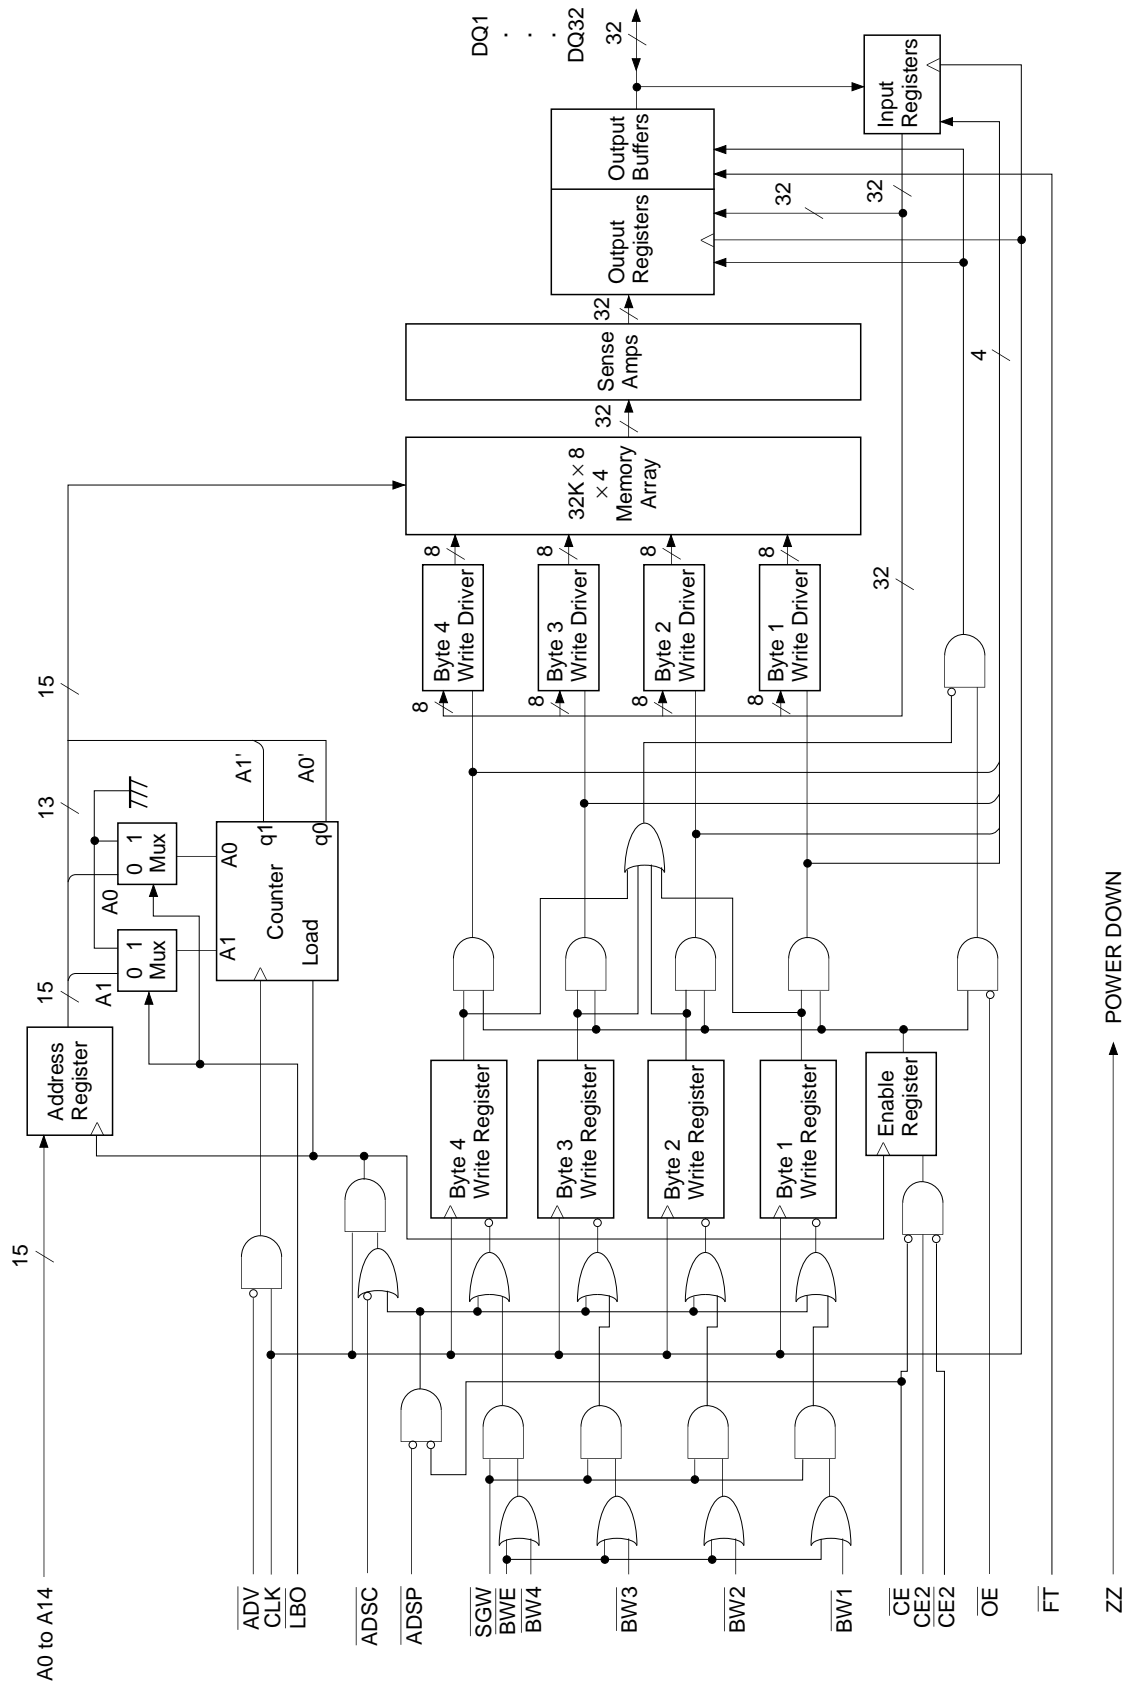 A0 to A14
15
Address
Register
15
13
15
A1
0 1
Mux
A0
0 1
Mux
A1
A0
Counter
Load
q1
q0
A1'
A0'
ADV
CLK
LBO
ADSC
ADSP
SGW
BWE
BW4
BW3
BW2
BW1
CE
CE2
CE2
OE
FT
ZZ
POWER DOWN
Byte 4
Write Register
Byte 3
Write Register
Byte 2
Write Register
Byte 1
Write Register
Enable
Register
8
Byte 4
Write Driver
8
8
Byte 3
Write Driver
8
8
Byte 2
Write Driver
8
8
Byte 1
Write Driver
8
32
4
32K × 8
× 4
Memory
Array
32
Sense
Amps
32
Output
Registers
Output
Buffers
32
32
Input
Registers
DQ1
. . .
DQ32
32